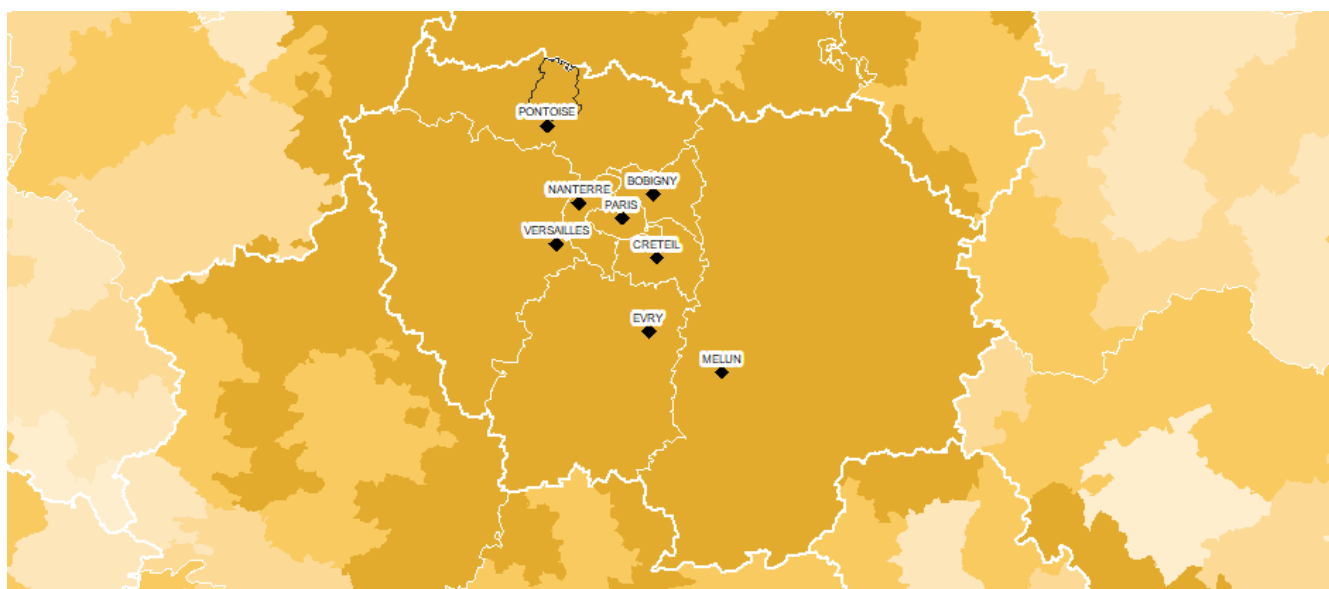 PONTOISE
BOBIGNY
NANTERRE
PARIS
VERSAILLES
CRETEIL
EVRY
MELUN